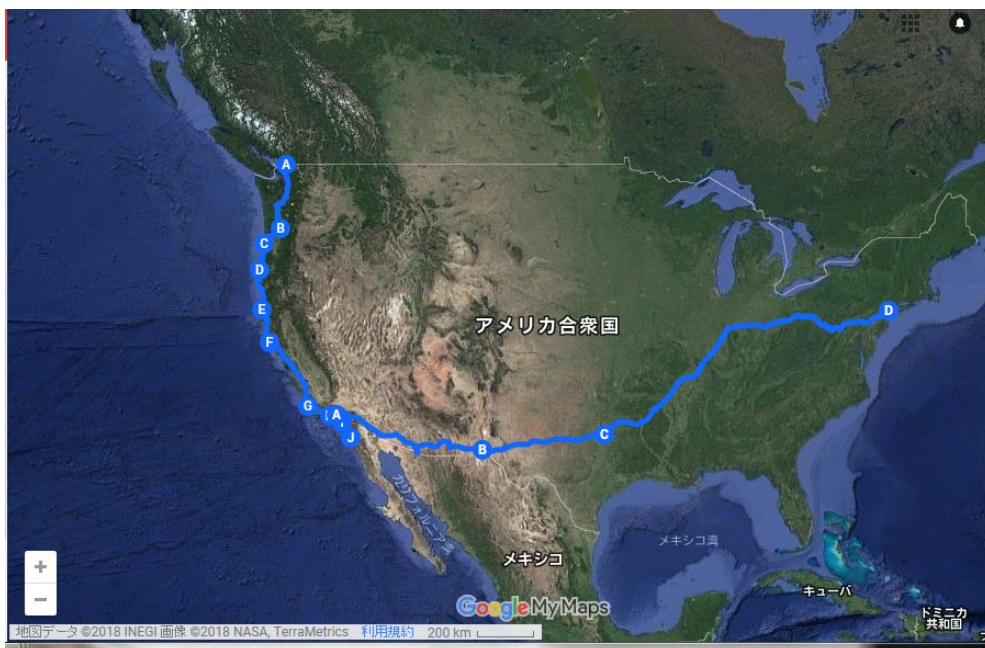 A
B
C
D
E
F
G
A
J
B
C
D
アメリカ合衆国
カリフォルニア湾
メキシコ湾
メキシコ
キューバ
ドミニカ
共和国
+
−
Google My Maps
地図データ ©2018 INEGI 画像 ©2018 NASA, TerraMetrics 利用規約 200 km